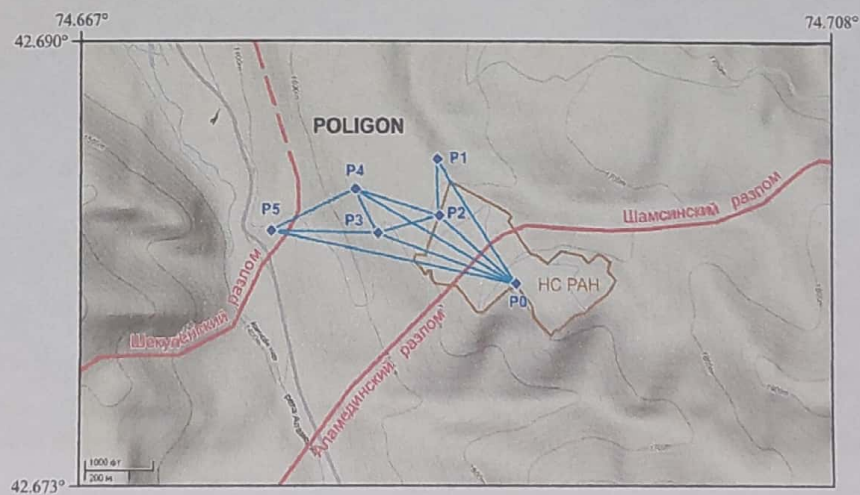 74.667°
74.708°
42.690°
POLIGON
P1
P4
P5
P3
P2
Шамсинский разлом
НС РАН
P0
Шекулейский разлом
Аламединский разлом
1000 фт
200 м
42.673°